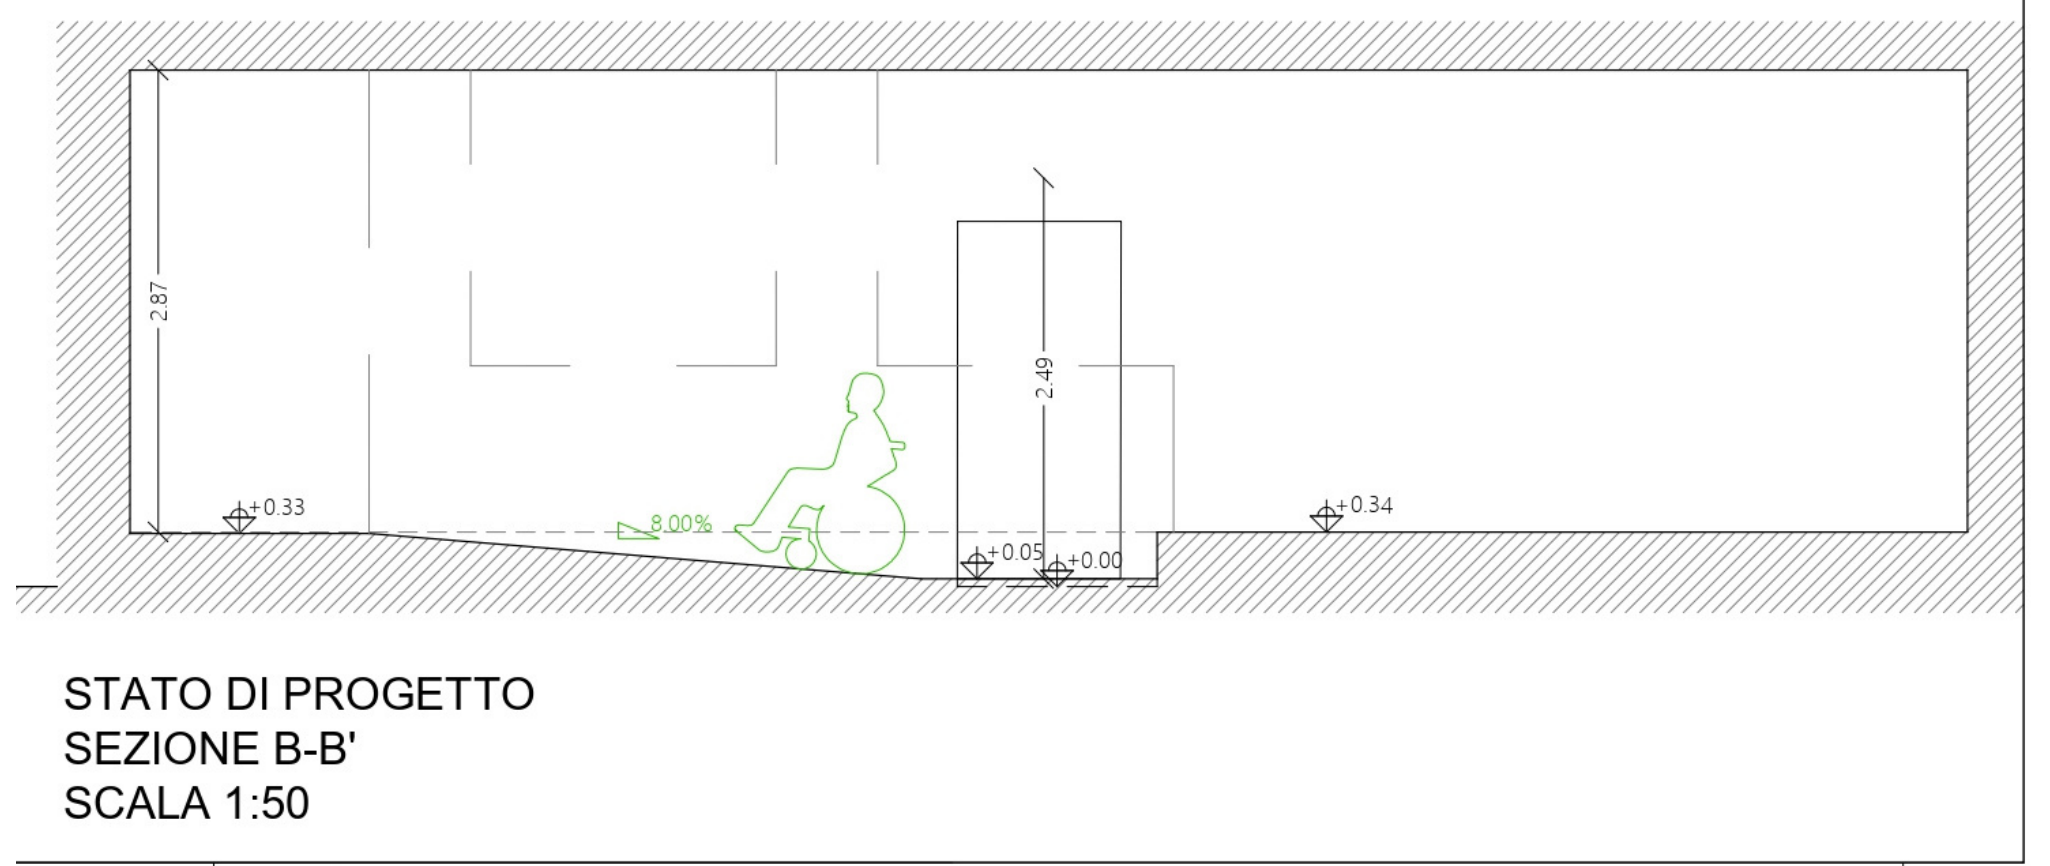 2.87
2.49
+0.33
8.00%
+0.05
+0.00
+0.34
STATO DI PROGETTO
SEZIONE B-B'
SCALA 1:50